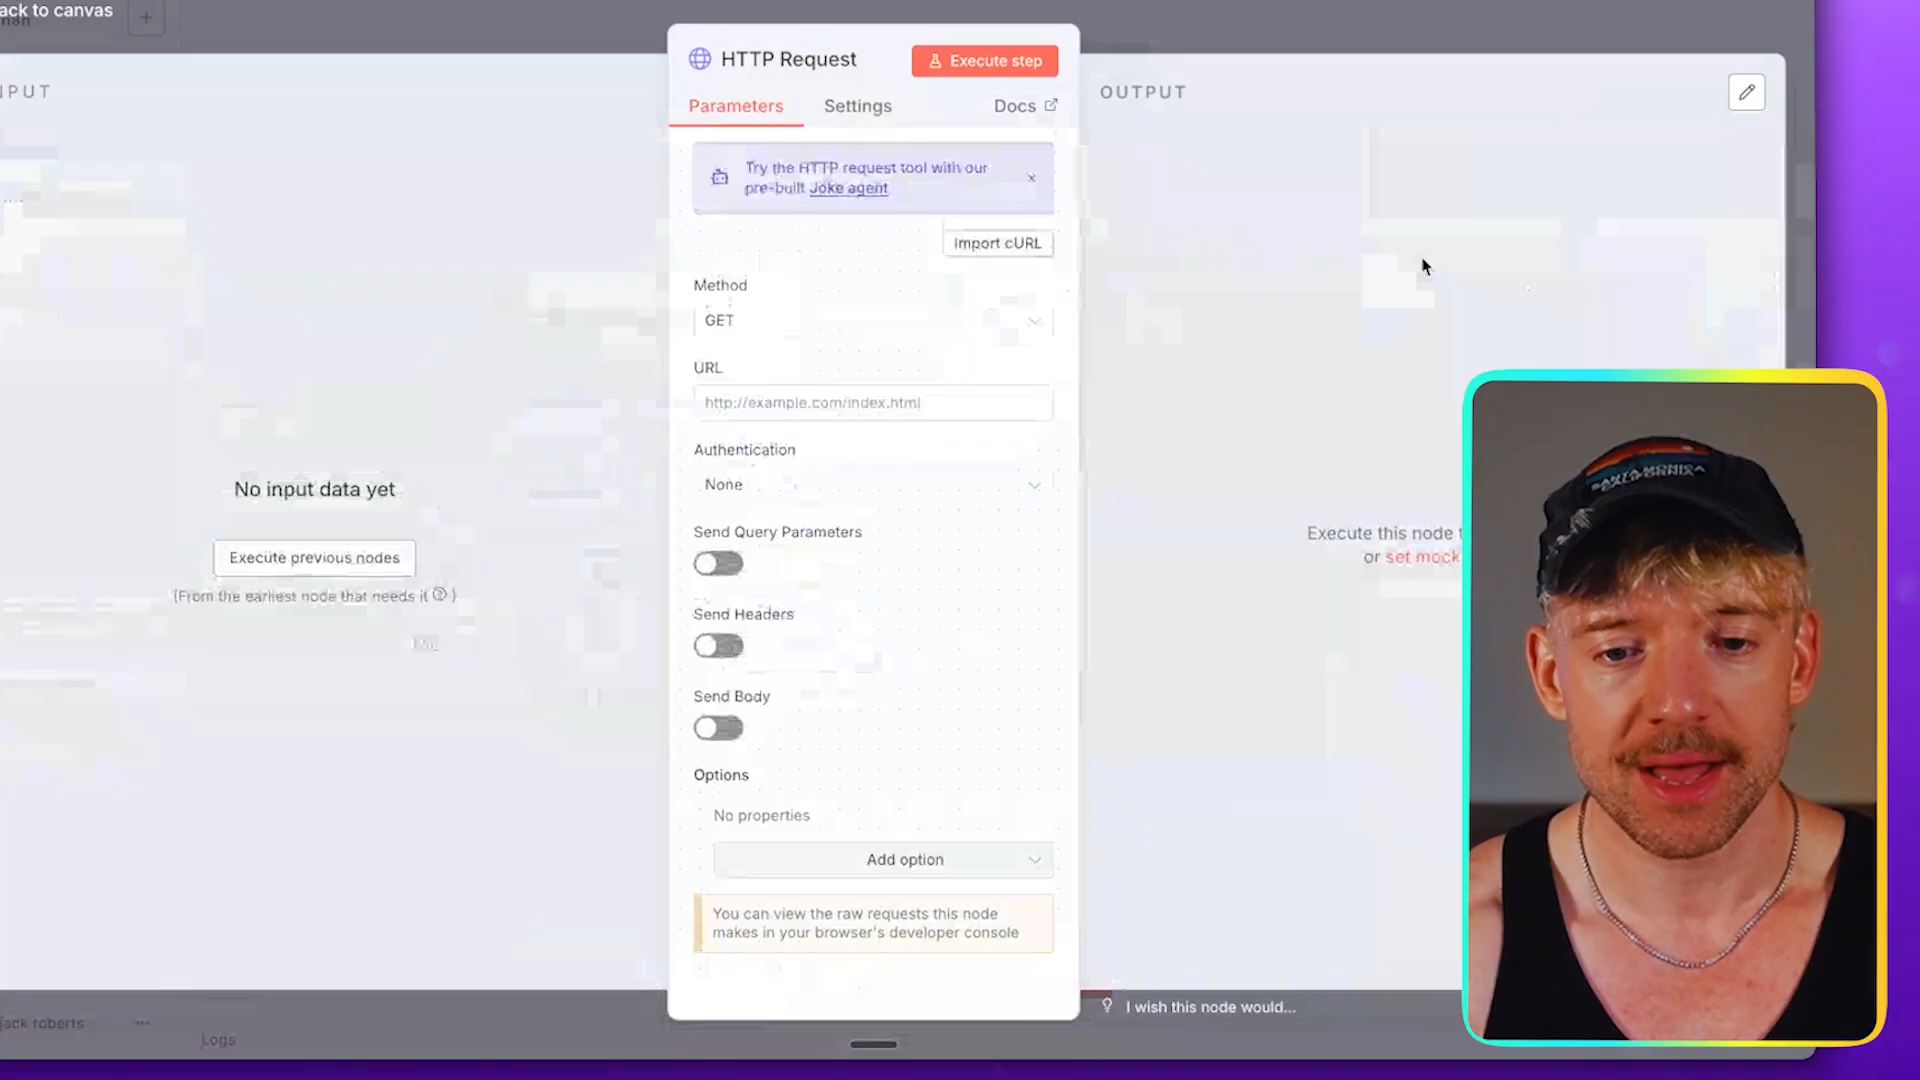 ack to canvas
NPUT
HTTP Request
Execute step
Parameters
Settings
Docs
OUTPUT
Try the HTTP request tool with our
pre-built Joke agent
Import cURL
Method
GET
URL
http://example.com/index.html
Authentication
None
Send Query Parameters
Send Headers
Send Body
Options
No properties
Add option
You can view the raw requests this node
makes in your browser's developer console
No input data yet
Execute previous nodes
(From the earliest node that needs it ? )
Execute this node t
or set mock
SANTA MONICA
CALIFORNIA
I wish this node would...
jack roberts
Logs